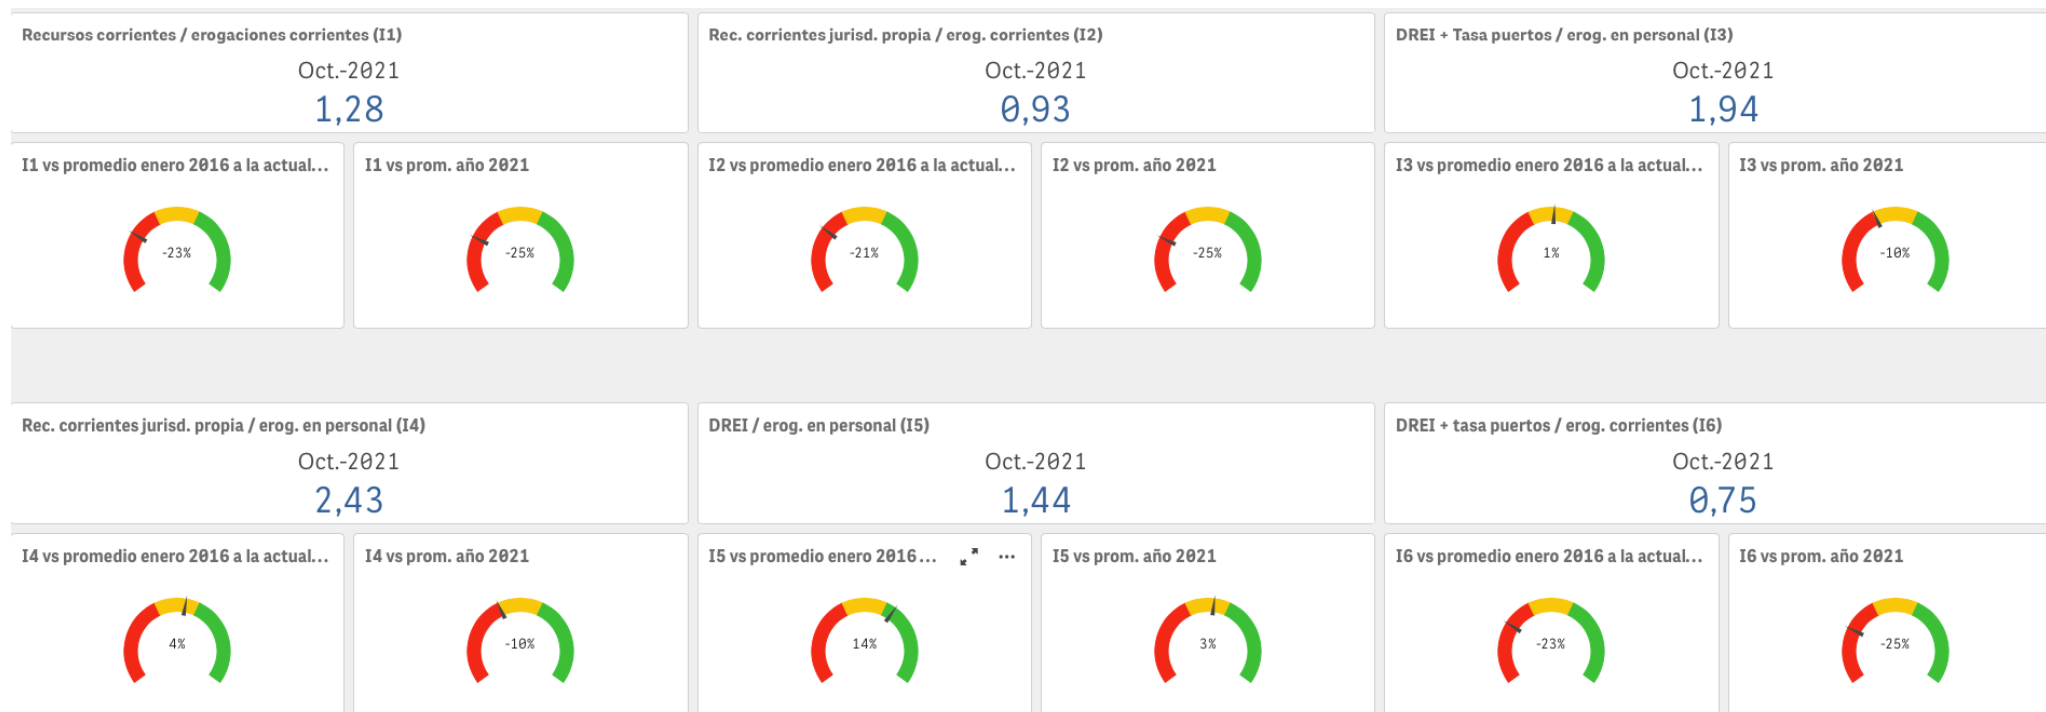 Recursos corrientes / erogaciones corrientes (I1)
Oct.-2021
1,28
Rec. corrientes jurisd. propia / erog. corrientes (I2)
Oct.-2021
0,93
DREI + Tasa puertos / erog. en personal (I3)
Oct.-2021
1,94
I1 vs promedio enero 2016 a la actual...
-23%
I1 vs prom. año 2021
-25%
I2 vs promedio enero 2016 a la actual...
-21%
I2 vs prom. año 2021
-25%
I3 vs promedio enero 2016 a la actual...
1%
I3 vs prom. año 2021
-10%
Rec. corrientes jurisd. propia / erog. en personal (I4)
Oct.-2021
2,43
DREI / erog. en personal (I5)
Oct.-2021
1,44
DREI + tasa puertos / erog. corrientes (I6)
Oct.-2021
0,75
I4 vs promedio enero 2016 a la actual...
4%
I4 vs prom. año 2021
-10%
I5 vs promedio enero 2016...
14%
I5 vs prom. año 2021
3%
I6 vs promedio enero 2016 a la actual...
-23%
I6 vs prom. año 2021
-25%